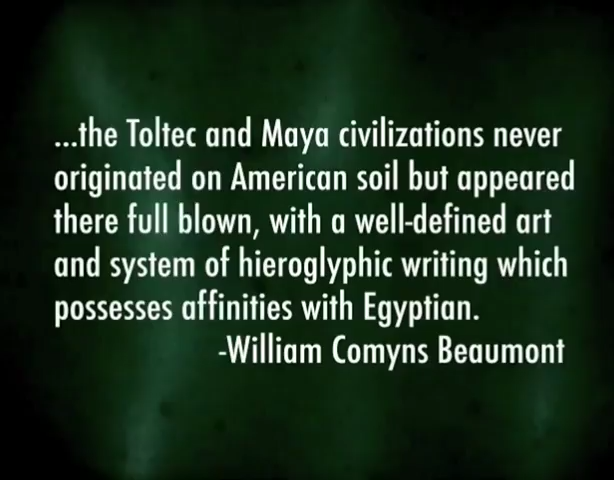 ...the Toltec and Maya civilizations never
originated on American soil but appeared
there full blown, with a well-defined art
and system of hieroglyphic writing which
possesses affinities with Egyptian.
-William Comyns Beaumont